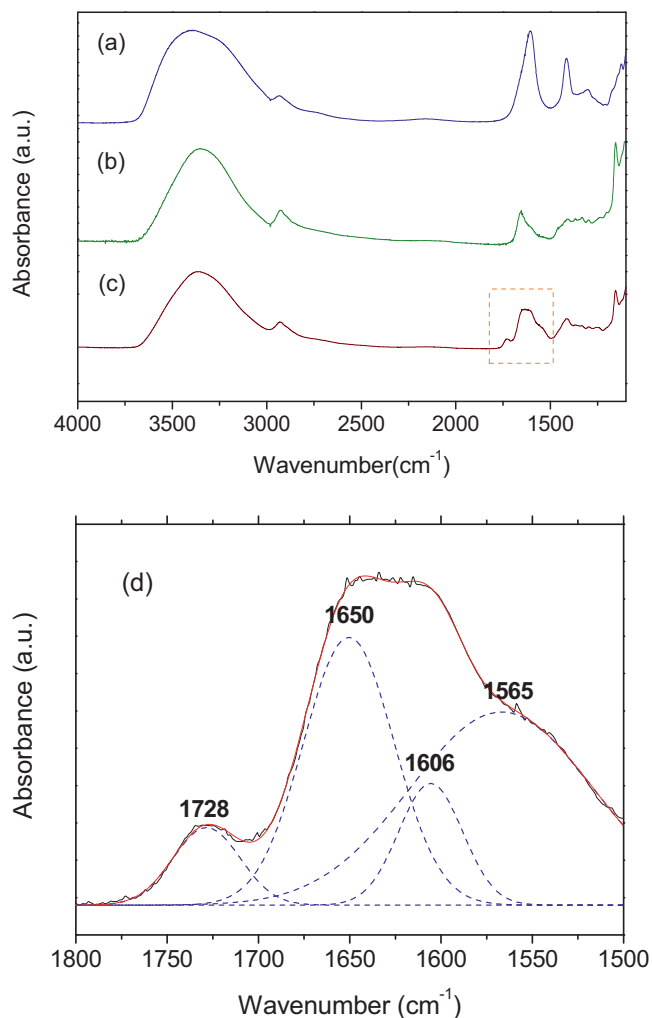 (a)
(b)
(c)
Absorbance (a.u.)
4000 3500 3000 2500 2000 1500
Wavenumber(cm⁻¹)
(d)
1650
1565
1606
1728
Absorbance (a.u.)
1800 1750 1700 1650 1600 1550 1500
Wavenumber (cm⁻¹)